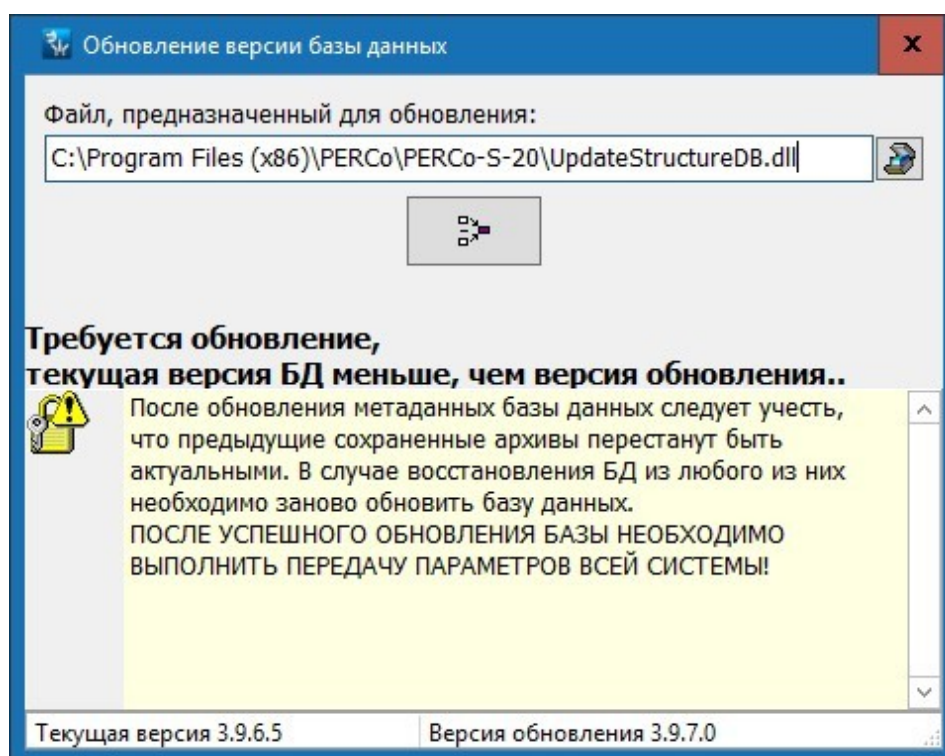 Обновление версии базы данных
Файл, предназначенный для обновления:
C:\Program Files (x86)\PERCo\PERCo-S-20\UpdateStructureDB.dll
Требуется обновление,
текущая версия БД меньше, чем версия обновления..
После обновления метаданных базы данных следует учесть,
что предыдущие сохраненные архивы перестанут быть
актуальными. В случае восстановления БД из любого из них
необходимо заново обновить базу данных.
ПОСЛЕ УСПЕШНОГО ОБНОВЛЕНИЯ БАЗЫ НЕОБХОДИМО
ВЫПОЛНИТЬ ПЕРЕДАЧУ ПАРАМЕТРОВ ВСЕЙ СИСТЕМЫ!
Текущая версия 3.9.6.5
Версия обновления 3.9.7.0